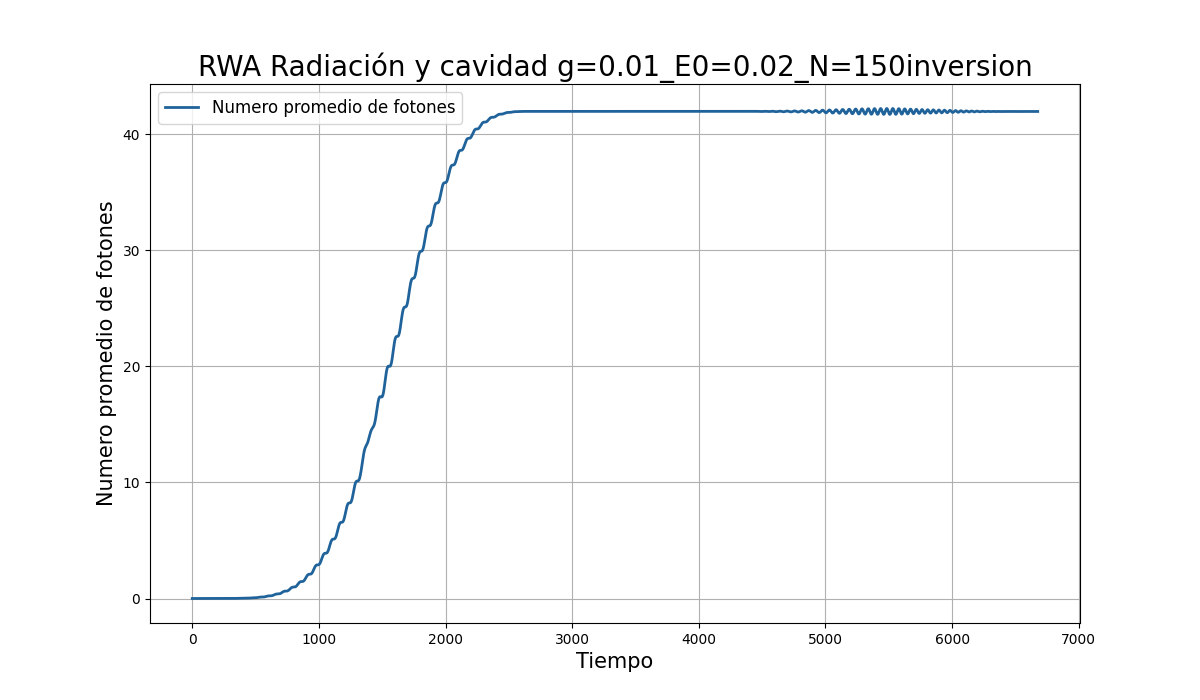 RWA Radiación y cavidad g=0.01_E0=0.02_N=150inversion
Numero promedio de fotones
Numero promedio de fotones
40
30
20
10
0
0 1000 2000 3000 4000 5000 6000 7000
Tiempo